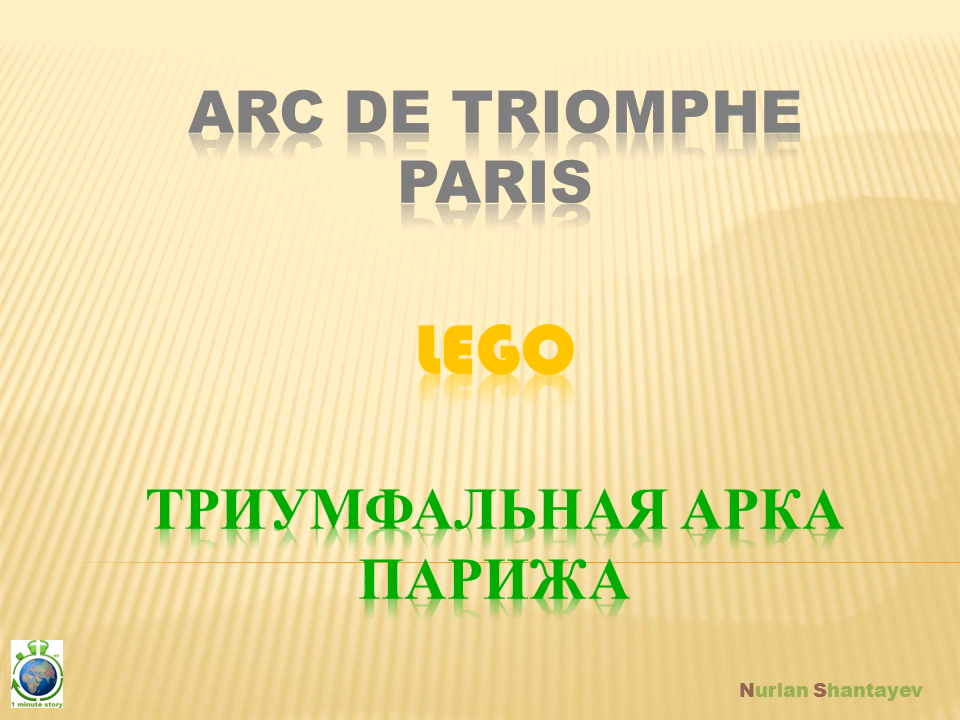 ARC DE TRIOMPHE
PARIS
LEGO
ТРИУМФАЛЬНАЯ АРКА
ПАРИЖА
1 minute story
Nurlan Shantayev